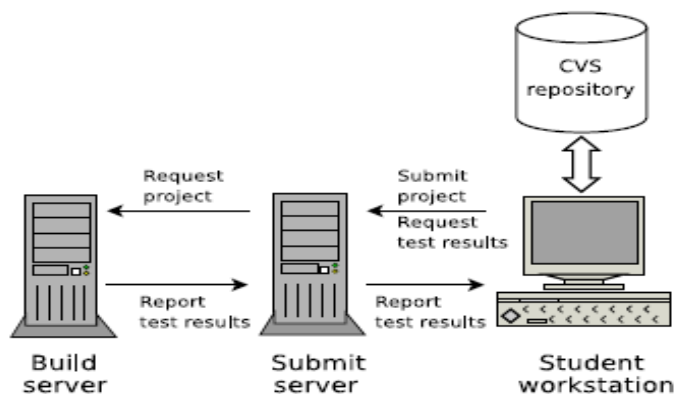 CVS
repository
Request
project
Submit
project
Request
test results
Report
test results
Report
test results
Build
server
Submit
server
Student
workstation